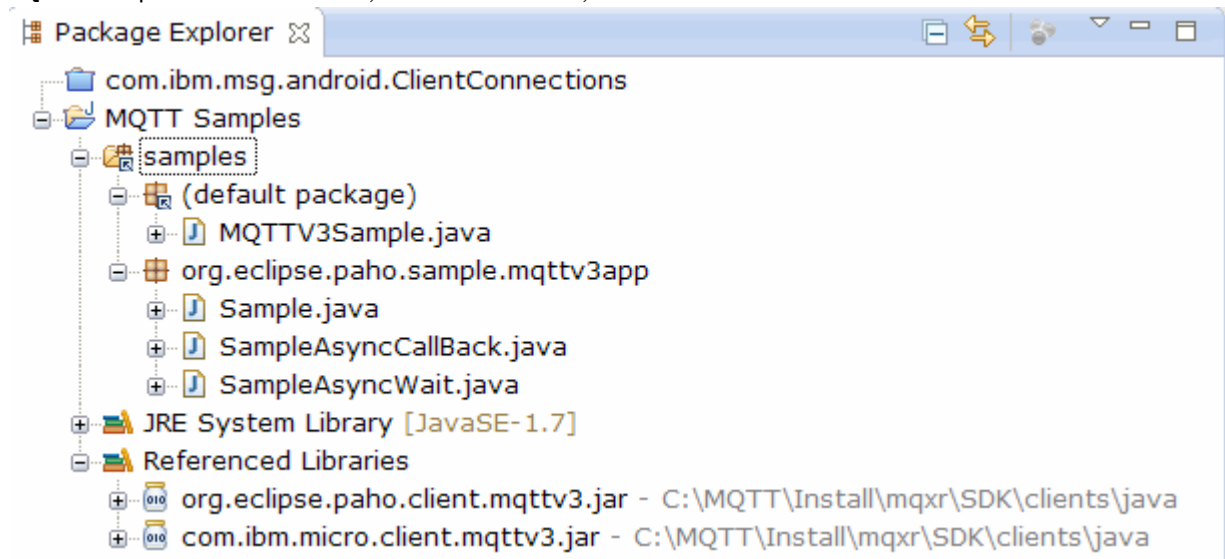 Package Explorer
com.ibm.msg.android.ClientConnections
MQTT Samples
samples
(default package)
MQTTV3Sample.java
org.eclipse.paho.sample.mqttv3app
Sample.java
SampleAsyncCallBack.java
SampleAsyncWait.java
JRE System Library [JavaSE-1.7]
Referenced Libraries
org.eclipse.paho.client.mqttv3.jar - C:\MQTT\Install\mqxr\SDK\clients\java
com.ibm.micro.client.mqttv3.jar - C:\MQTT\Install\mqxr\SDK\clients\java